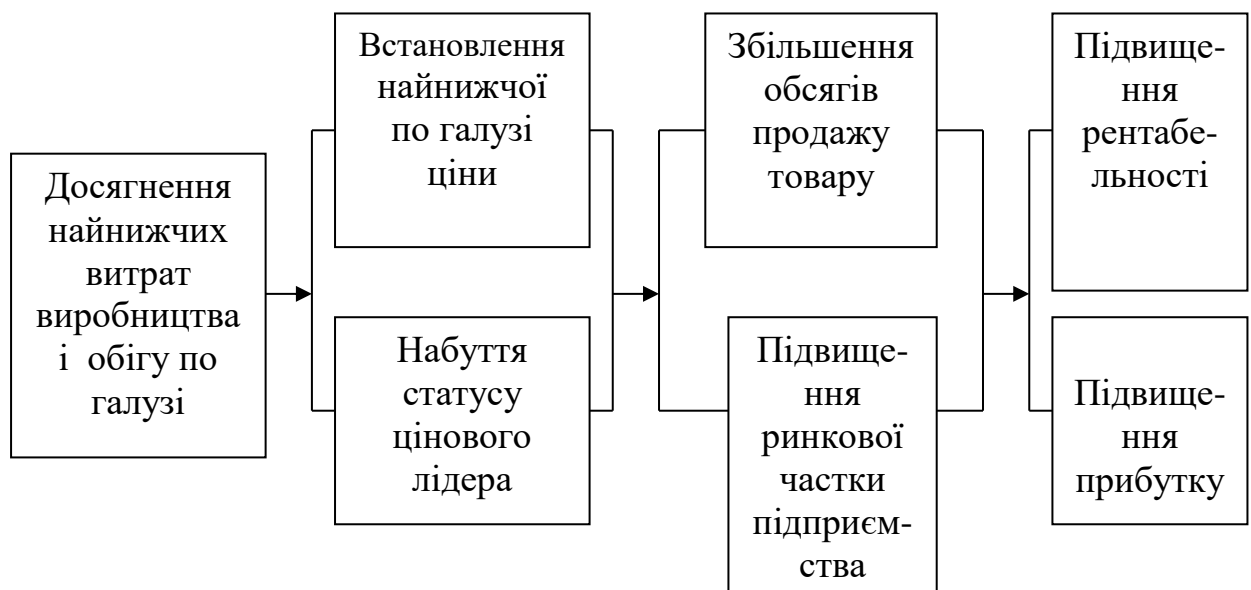 Досягнення
найнижчих
витрат
виробництва
і обігу по
галузі
Встановлення
найнижчої
по галузі
ціни
Набуття
статусу
цінового
лідера
Збільшення
обсягів
продажу
товару
Підвище-
ння
ринкової
частки
підприєм-
ства
Підвище-
ння
рентабе-
льності
Підвище-
ння
прибутку